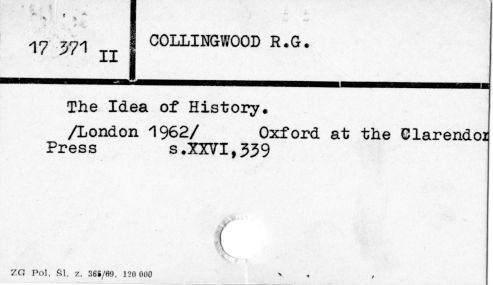 17 371 II
COLLINGWOOD R.G.
The Idea of History.
/London 1962/ Oxford at the Clarendon
Press s.XXVI,339
ZG Pol. Śl. z. 365/69. 120 000